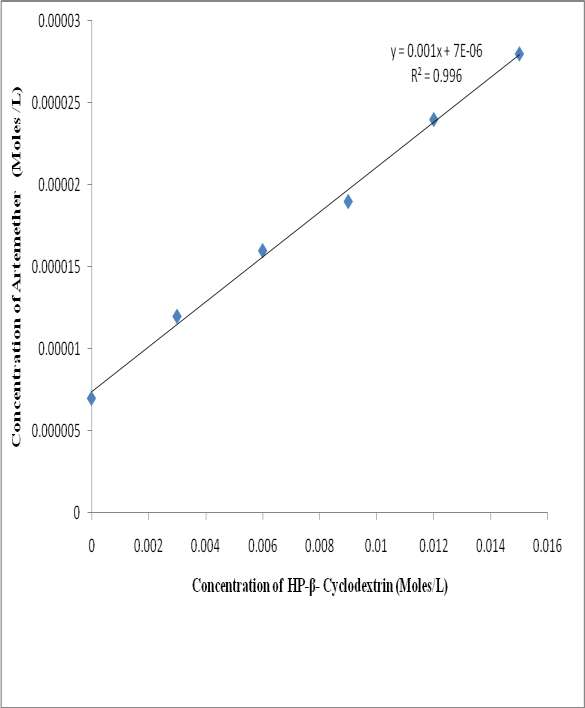 0.00003
y = 0.001x + 7E-06
R² = 0.996
0.000025
0.00002
0.000015
0.00001
0.000005
0
Concentration of Artemether (Moles /L)
0 0.002 0.004 0.006 0.008 0.01 0.012 0.014 0.016
Concentration of HP-β- Cyclodextrin (Moles/L)